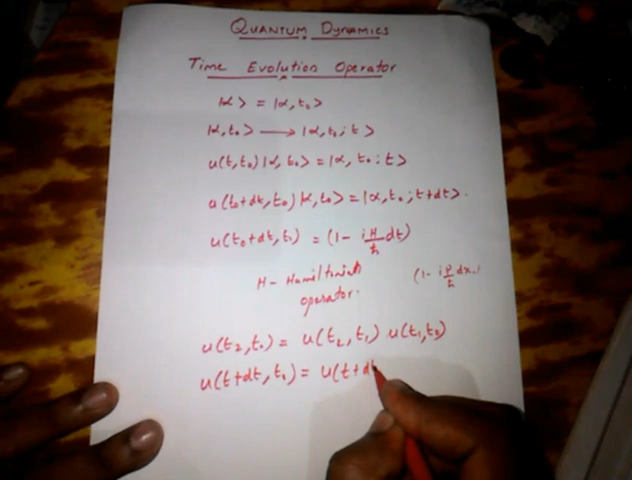 QUANTUM DYNAMICS
Time Evolution Operator
|α> = |α, t₀>
|α, t₀> ⟶ |α, t₀; t>
u(t, t₀)|α, t₀> = |α, t₀; t>
u(t₀+dt, t₀)|α, t₀> = |α, t₀; t+dt>.
u(t₀+dt, t₀) = (1 - iH/ħ dt)
H - Hamiltonian
operator.
(1 - i p/ħ dx.)
u(t₂, t₀) = u(t₂, t₁) u(t₁, t₀)
u(t+dt, t₀) = u(t+dt